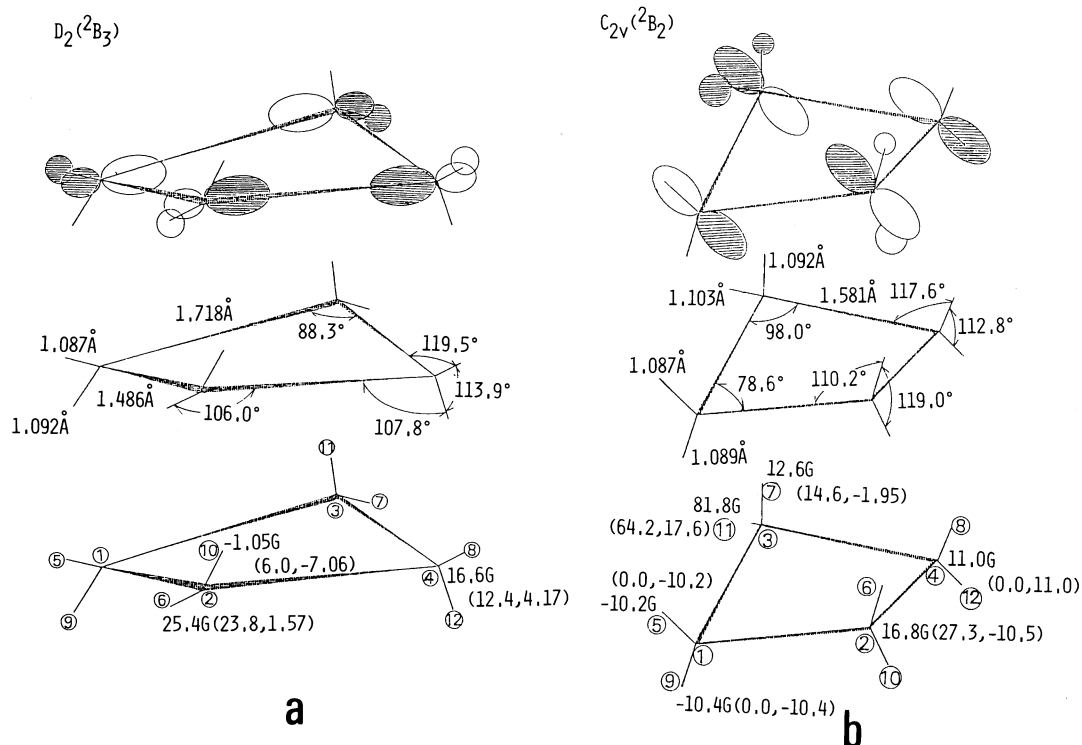 D₂(²B₃)
C₂ᵥ(²B₂)
1.718Å
88.3°
1.087Å
119.5°
113.9°
1.486Å
106.0°
107.8°
1.092Å
1.092Å
1.103Å
1.581Å
117.6°
98.0°
112.8°
1.087Å
78.6°
110.2°
119.0°
1.089Å
⑪
③
⑦
⑤
①
⑩
-1.05G
(6.0,-7.06)
⑧
④
16.6G
(12.4,4.17)
⑥
②
⑨
⑫
25.4G(23.8,1.57)
12.6G
⑦
(14.6,-1.95)
81.8G
(64.2,17.6)
⑪
③
⑧
11.0G
④
(0.0,11.0)
⑫
(0.0,-10.2)
-10.2G
⑥
⑤
16.8G(27.3,-10.5)
①
②
⑩
⑨
-10.4G(0.0,-10.4)
a
b